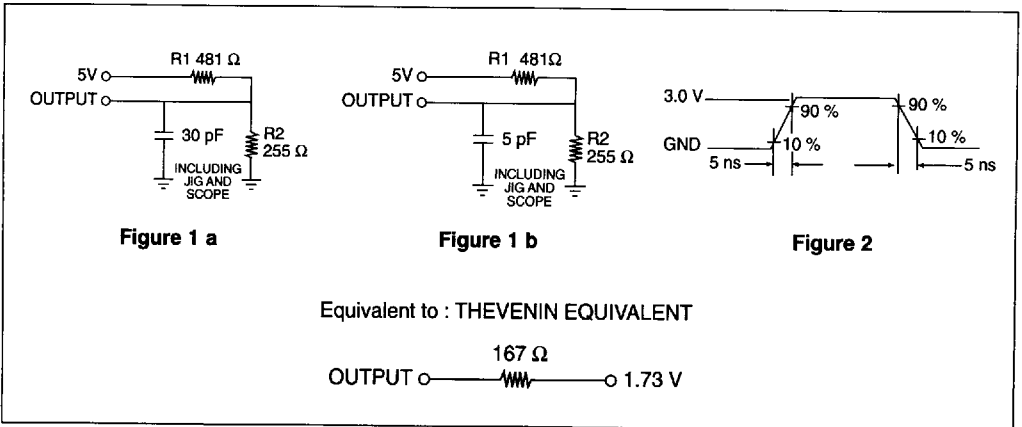 R1 481 Ω
5V
OUTPUT
30 pF
R2
255 Ω
INCLUDING
JIG AND
SCOPE
Figure 1 a
R1 481Ω
5V
OUTPUT
5 pF
R2
255 Ω
INCLUDING
JIG AND
SCOPE
Figure 1 b
3.0 V
90 %
90 %
GND
10 %
10 %
5 ns
5 ns
Figure 2
Equivalent to : THEVENIN EQUIVALENT
167 Ω
OUTPUT
1.73 V